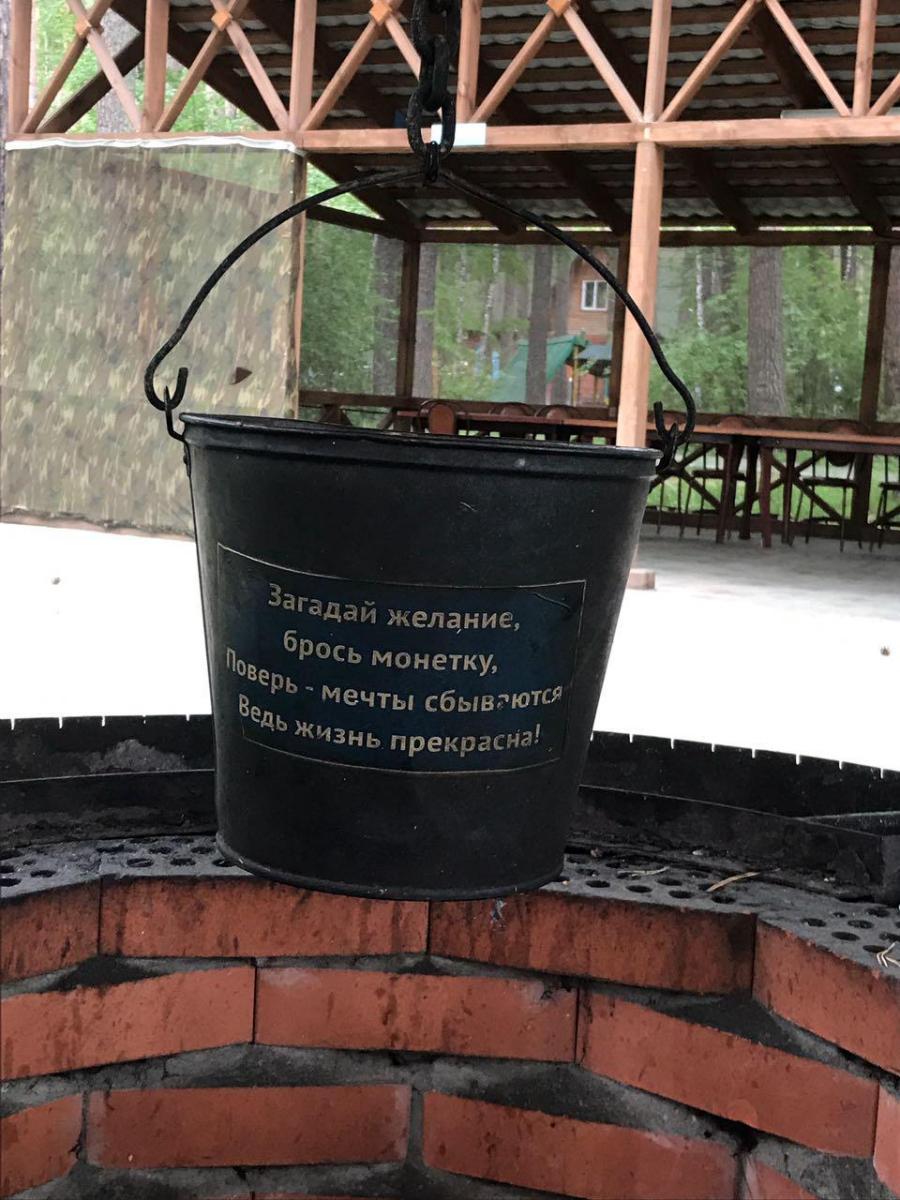 Загадай желание,
брось монетку,
Поверь - мечты сбываются
Ведь жизнь прекрасна!